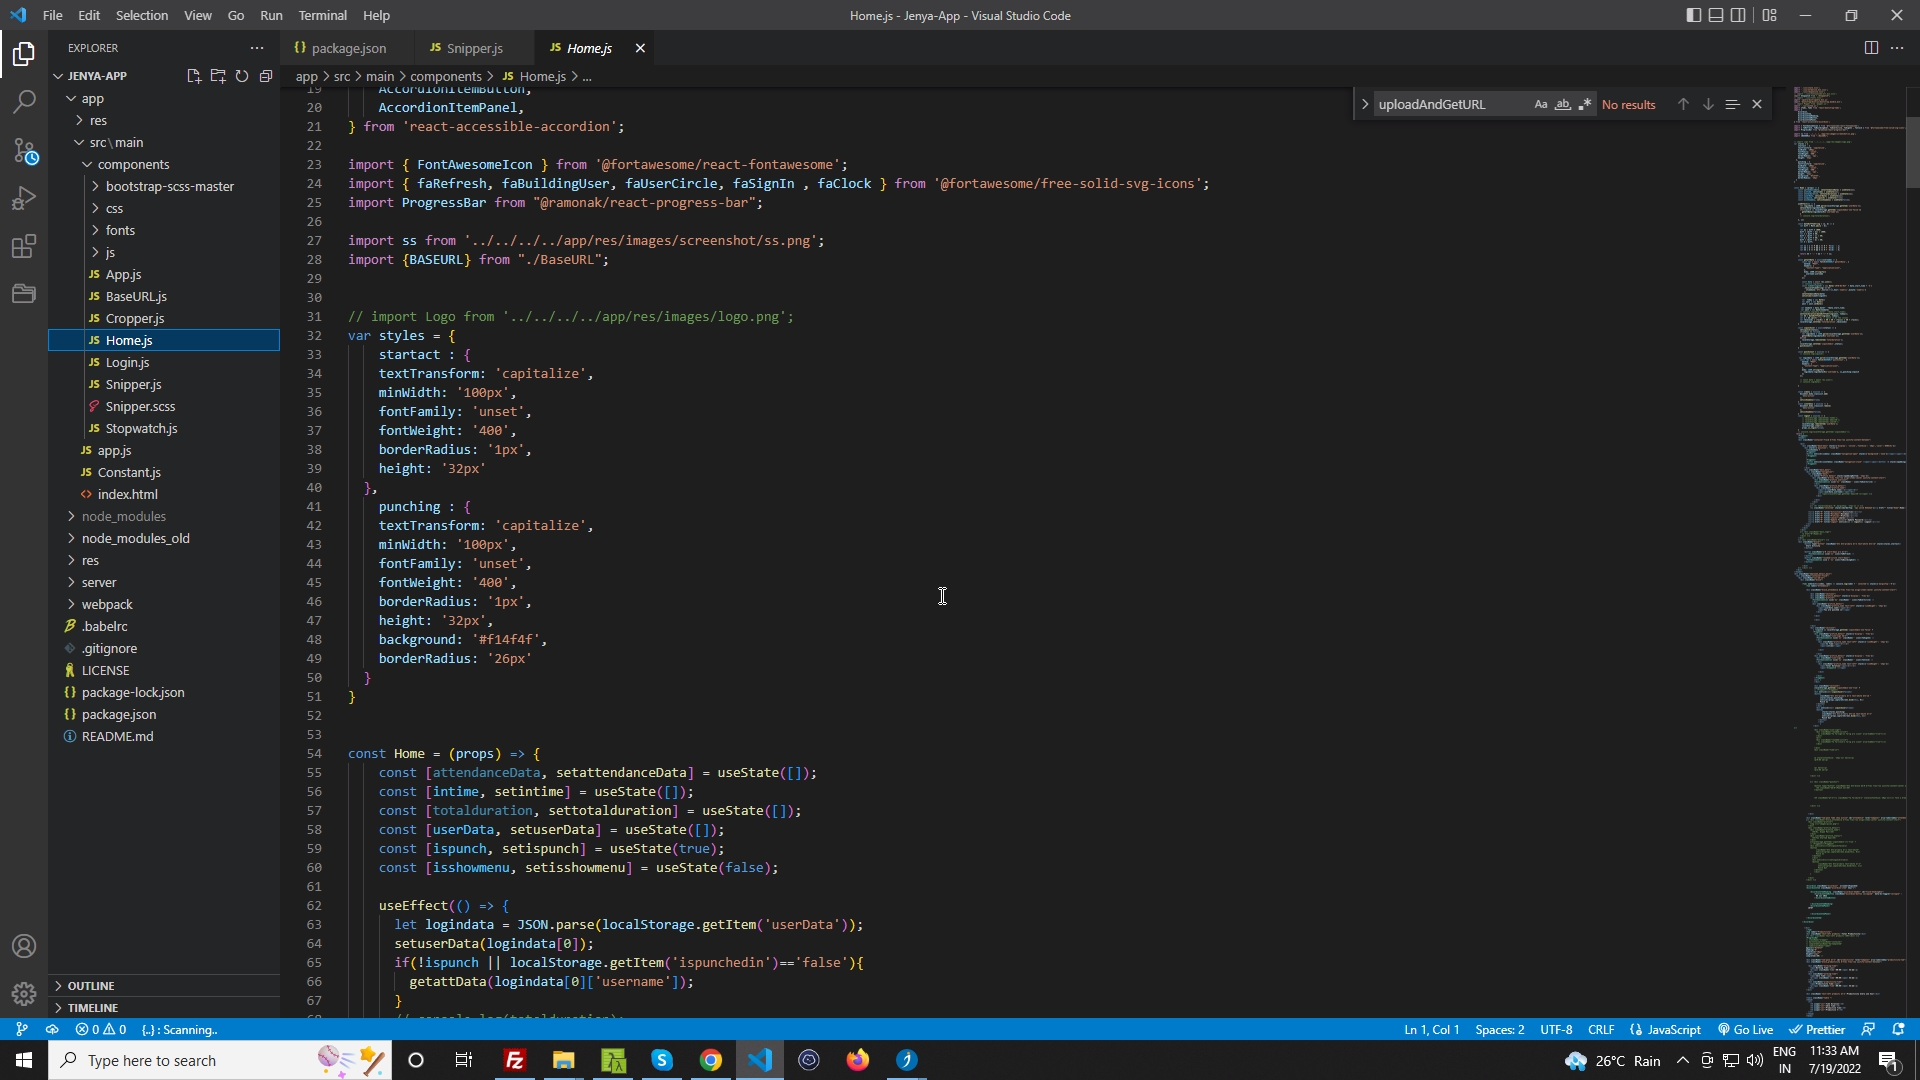 File Edit Selection View Go Run Terminal Help
Home.js - Jenya-App - Visual Studio Code
EXPLORER
JENYA-APP
app
res
src\main
components
bootstrap-scss-master
css
fonts
js
App.js
BaseURL.js
Cropper.js
Home.js
Login.js
Snipper.js
Snipper.scss
Stopwatch.js
app.js
Constant.js
index.html
node_modules
node_modules_old
res
server
webpack
.babelrc
.gitignore
LICENSE
package-lock.json
package.json
README.md
OUTLINE
TIMELINE
package.json Snipper.js Home.js
app > src > main > components > JS Home.js > ...
uploadAndGetURL Aa ab .* No results
19 AccordionItemButton,
20 AccordionItemPanel,
21 } from 'react-accessible-accordion';
22
23 import { FontAwesomeIcon } from '@fortawesome/react-fontawesome';
24 import { faRefresh, faBuildingUser, faUserCircle, faSignIn , faClock } from '@fortawesome/free-solid-svg-icons';
25 import ProgressBar from "@ramonak/react-progress-bar";
26
27 import ss from '../../../../app/res/images/screenshot/ss.png';
28 import {BASEURL} from "./BaseURL";
29
30
31 // import Logo from '../../../../app/res/images/logo.png';
32 var styles = {
33 startact : {
34 textTransform: 'capitalize',
35 minWidth: '100px',
36 fontFamily: 'unset',
37 fontWeight: '400',
38 borderRadius: '1px',
39 height: '32px'
40 },
41 punching : {
42 textTransform: 'capitalize',
43 minWidth: '100px',
44 fontFamily: 'unset',
45 fontWeight: '400',
46 borderRadius: '1px',
47 height: '32px',
48 background: '#f14f4f',
49 borderRadius: '26px'
50 }
51 }
52
53
54 const Home = (props) => {
55 const [attendanceData, setattendanceData] = useState([]);
56 const [intime, setintime] = useState([]);
57 const [totalduration, settotalduration] = useState([]);
58 const [userData, setuserData] = useState([]);
59 const [ispunch, setispunch] = useState(true);
60 const [isshowmenu, setisshowmenu] = useState(false);
61
62 useEffect(() => {
63 let logindata = JSON.parse(localStorage.getItem('userData'));
64 setuserData(logindata[0]);
65 if(!ispunch || localStorage.getItem('ispunchedin')=='false'){
66 getattData(logindata[0]['username']);
67 }
68 // console.log(totalduration);
0 0 {..} : Scanning.. Ln 1, Col 1 Spaces: 2 UTF-8 CRLF JavaScript Go Live Prettier
Type here to search
26°C Rain
ENG
IN
11:33 AM
7/19/2022
1